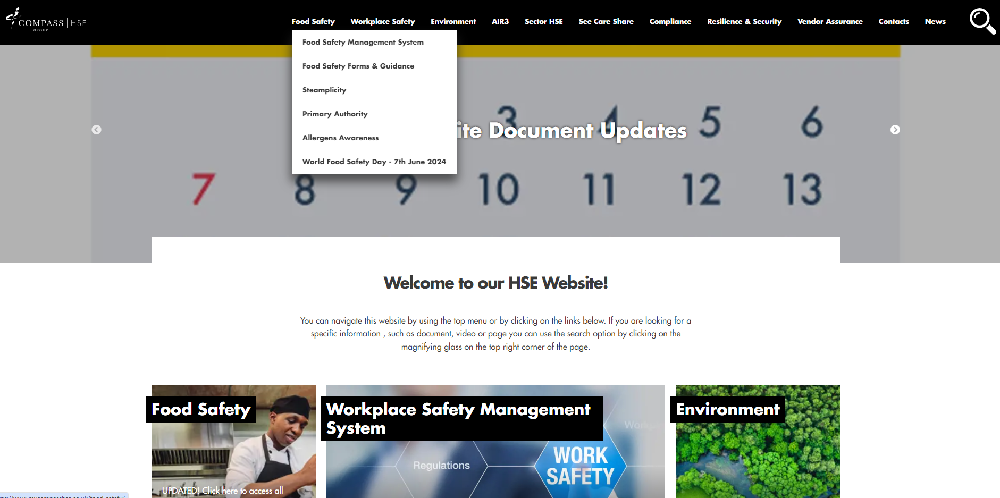 COMPASS | HSE
GROUP
Food Safety
Workplace Safety
Environment
AIR3
Sector HSE
See Care Share
Compliance
Resilience & Security
Vendor Assurance
Contacts
News
Food Safety Management System
Food Safety Forms & Guidance
Steamplicity
Primary Authority
Allergens Awareness
World Food Safety Day - 7th June 2024
Document Updates
3 4 5 6
7 8 9 10 11 12 13
Welcome to our HSE Website!
You can navigate this website by using the top menu or by clicking on the links below. If you are looking for a
specific information , such as document, video or page you can use the search option by clicking on the
magnifying glass on the top right corner of the page.
Food Safety
UPDATED! Click here to access all
Workplace Safety Management
System
Regulations
WORK
SAFETY
Environment